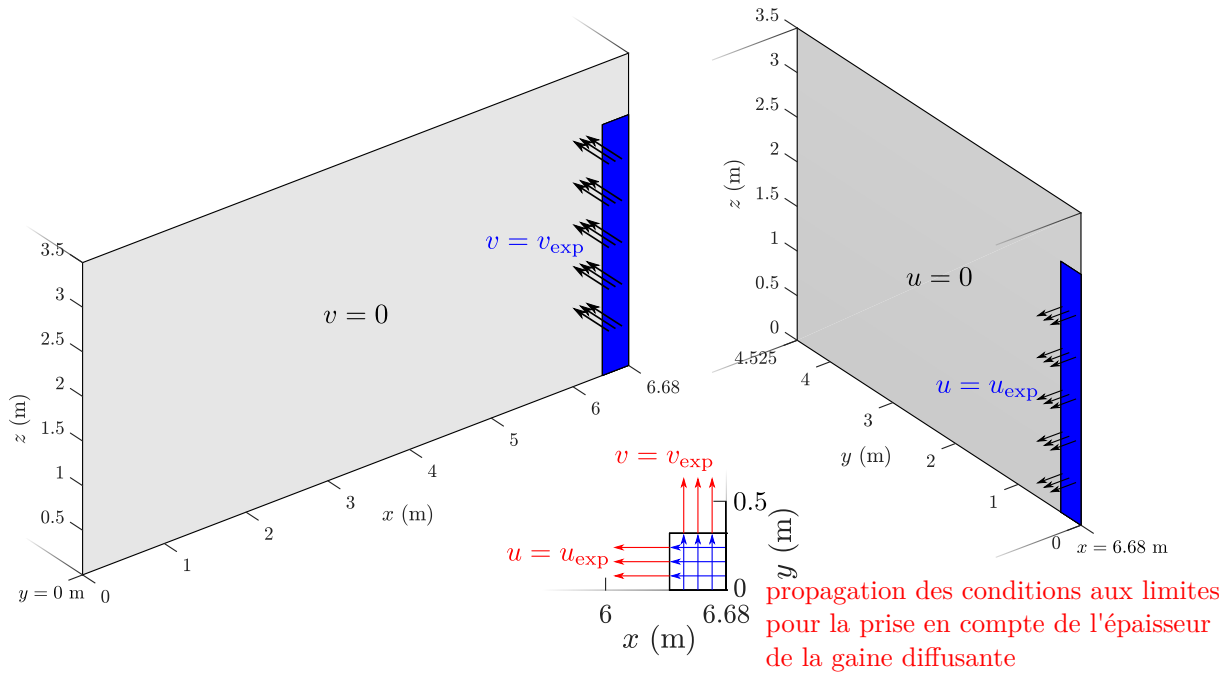 3.5
3
2.5
2
1.5
1
0.5
z (m)
y = 0 m
0
1
2
3
4
5
6
6.68
x (m)
v = 0
v = v_exp
3.5
3
2.5
2
1.5
1
0.5
0
z (m)
4.525
4
3
2
1
0
y (m)
x = 6.68 m
u = 0
u = u_exp
v = v_exp
u = u_exp
0.5
0
y (m)
6
6.68
x (m)
propagation des conditions aux limites
pour la prise en compte de l'épaisseur
de la gaine diffusante